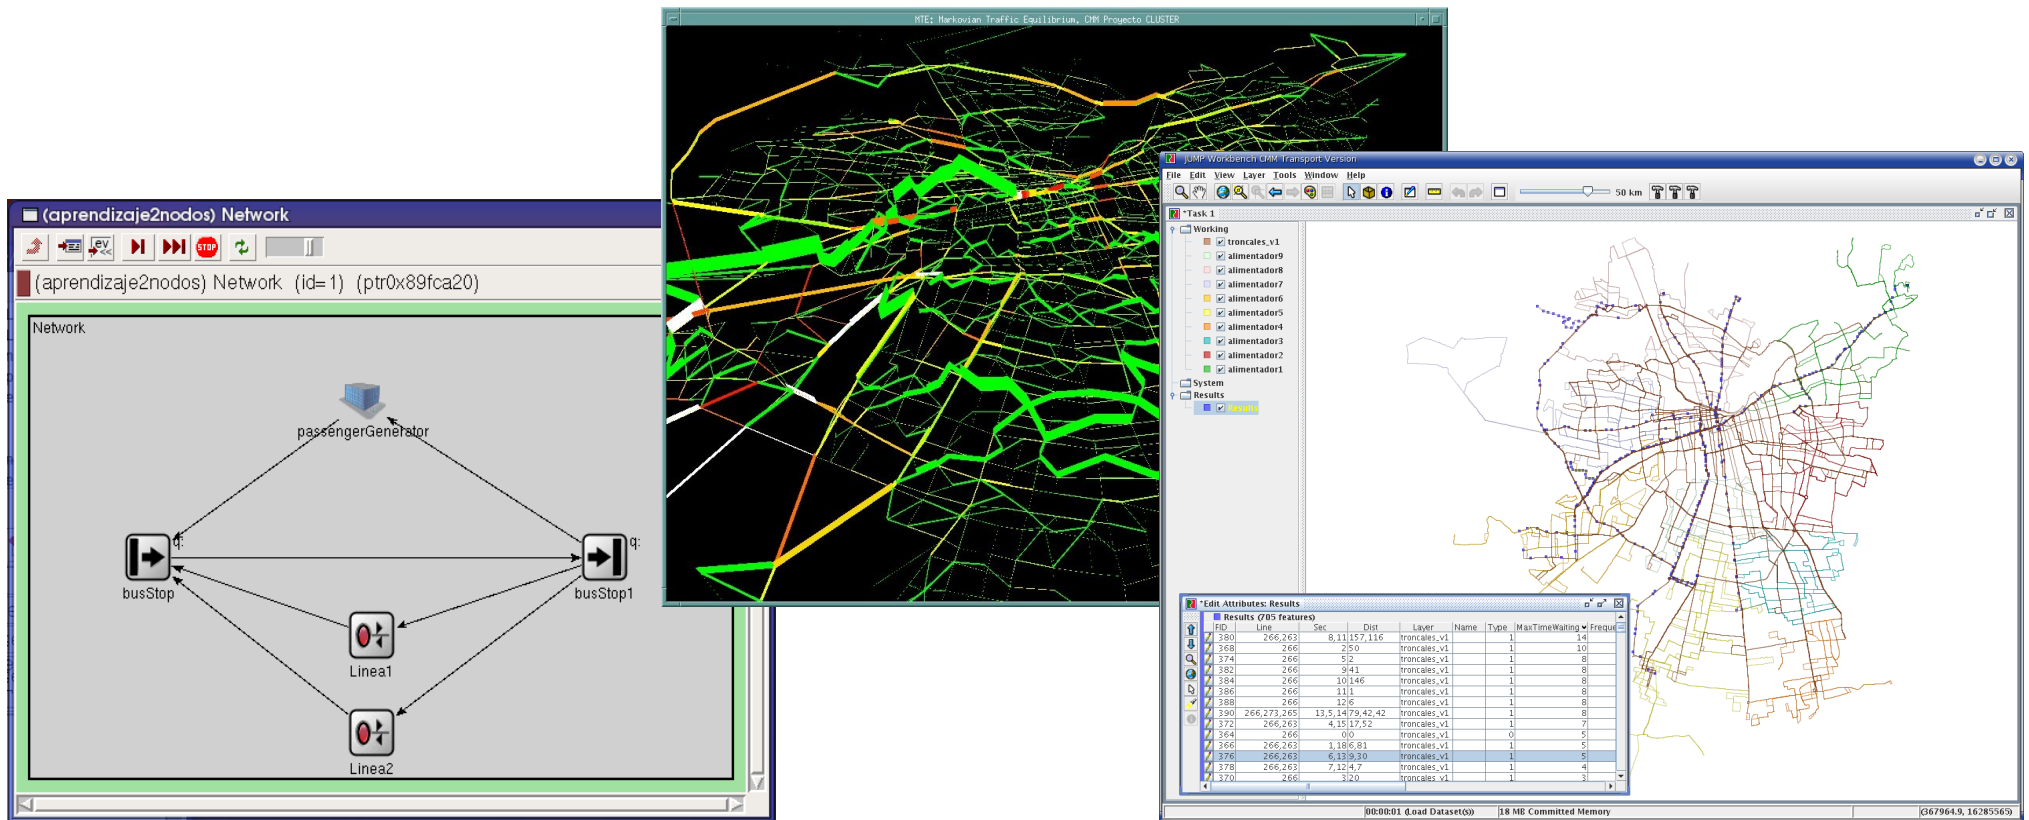 (aprendizaje2nodos) Network
ev
<<
STOP
(aprendizaje2nodos) Network (id=1) (ptr0x89fca20)
Network
passengerGenerator
q:
q:
busStop
busStop1
Linea1
Linea2
MTE: Markovian Traffic Equilibrium, CMM Proyecto CLUSTER
JUMP Workbench CMM Transport Version
File Edit View Layer Tools Window Help
50 km
*Task 1
Working
troncales_v1
alimentador9
alimentador8
alimentador7
alimentador6
alimentador5
alimentador4
alimentador3
alimentador2
alimentador1
System
Results
Results
*Edit Attributes: Results
Results (705 features)
FID Line Sec Dist Layer Name Type MaxTimeWaiting Freque
380 266,263 8,11 157,116 troncales_v1 1 14
368 266 2 50 troncales_v1 1 10
374 266 5 2 troncales_v1 1 8
382 266 9 41 troncales_v1 1 8
384 266 10 146 troncales_v1 1 8
386 266 11 1 troncales_v1 1 8
388 266 12 6 troncales_v1 1 8
390 266,273,265 13,5,14 79,42,42 troncales_v1 1 8
372 266,263 4,15 17,52 troncales_v1 1 7
364 266 0 0 troncales_v1 0 5
366 266,263 1,18 6,81 troncales_v1 1 5
376 266,263 6,13 9,30 troncales_v1 1 5
378 266,263 7,12 4,7 troncales_v1 1 4
370 266 3 20 troncales_v1 1 3
00:00:01 (Load Dataset(s)) 18 MB Committed Memory (367964.9, 16285565)